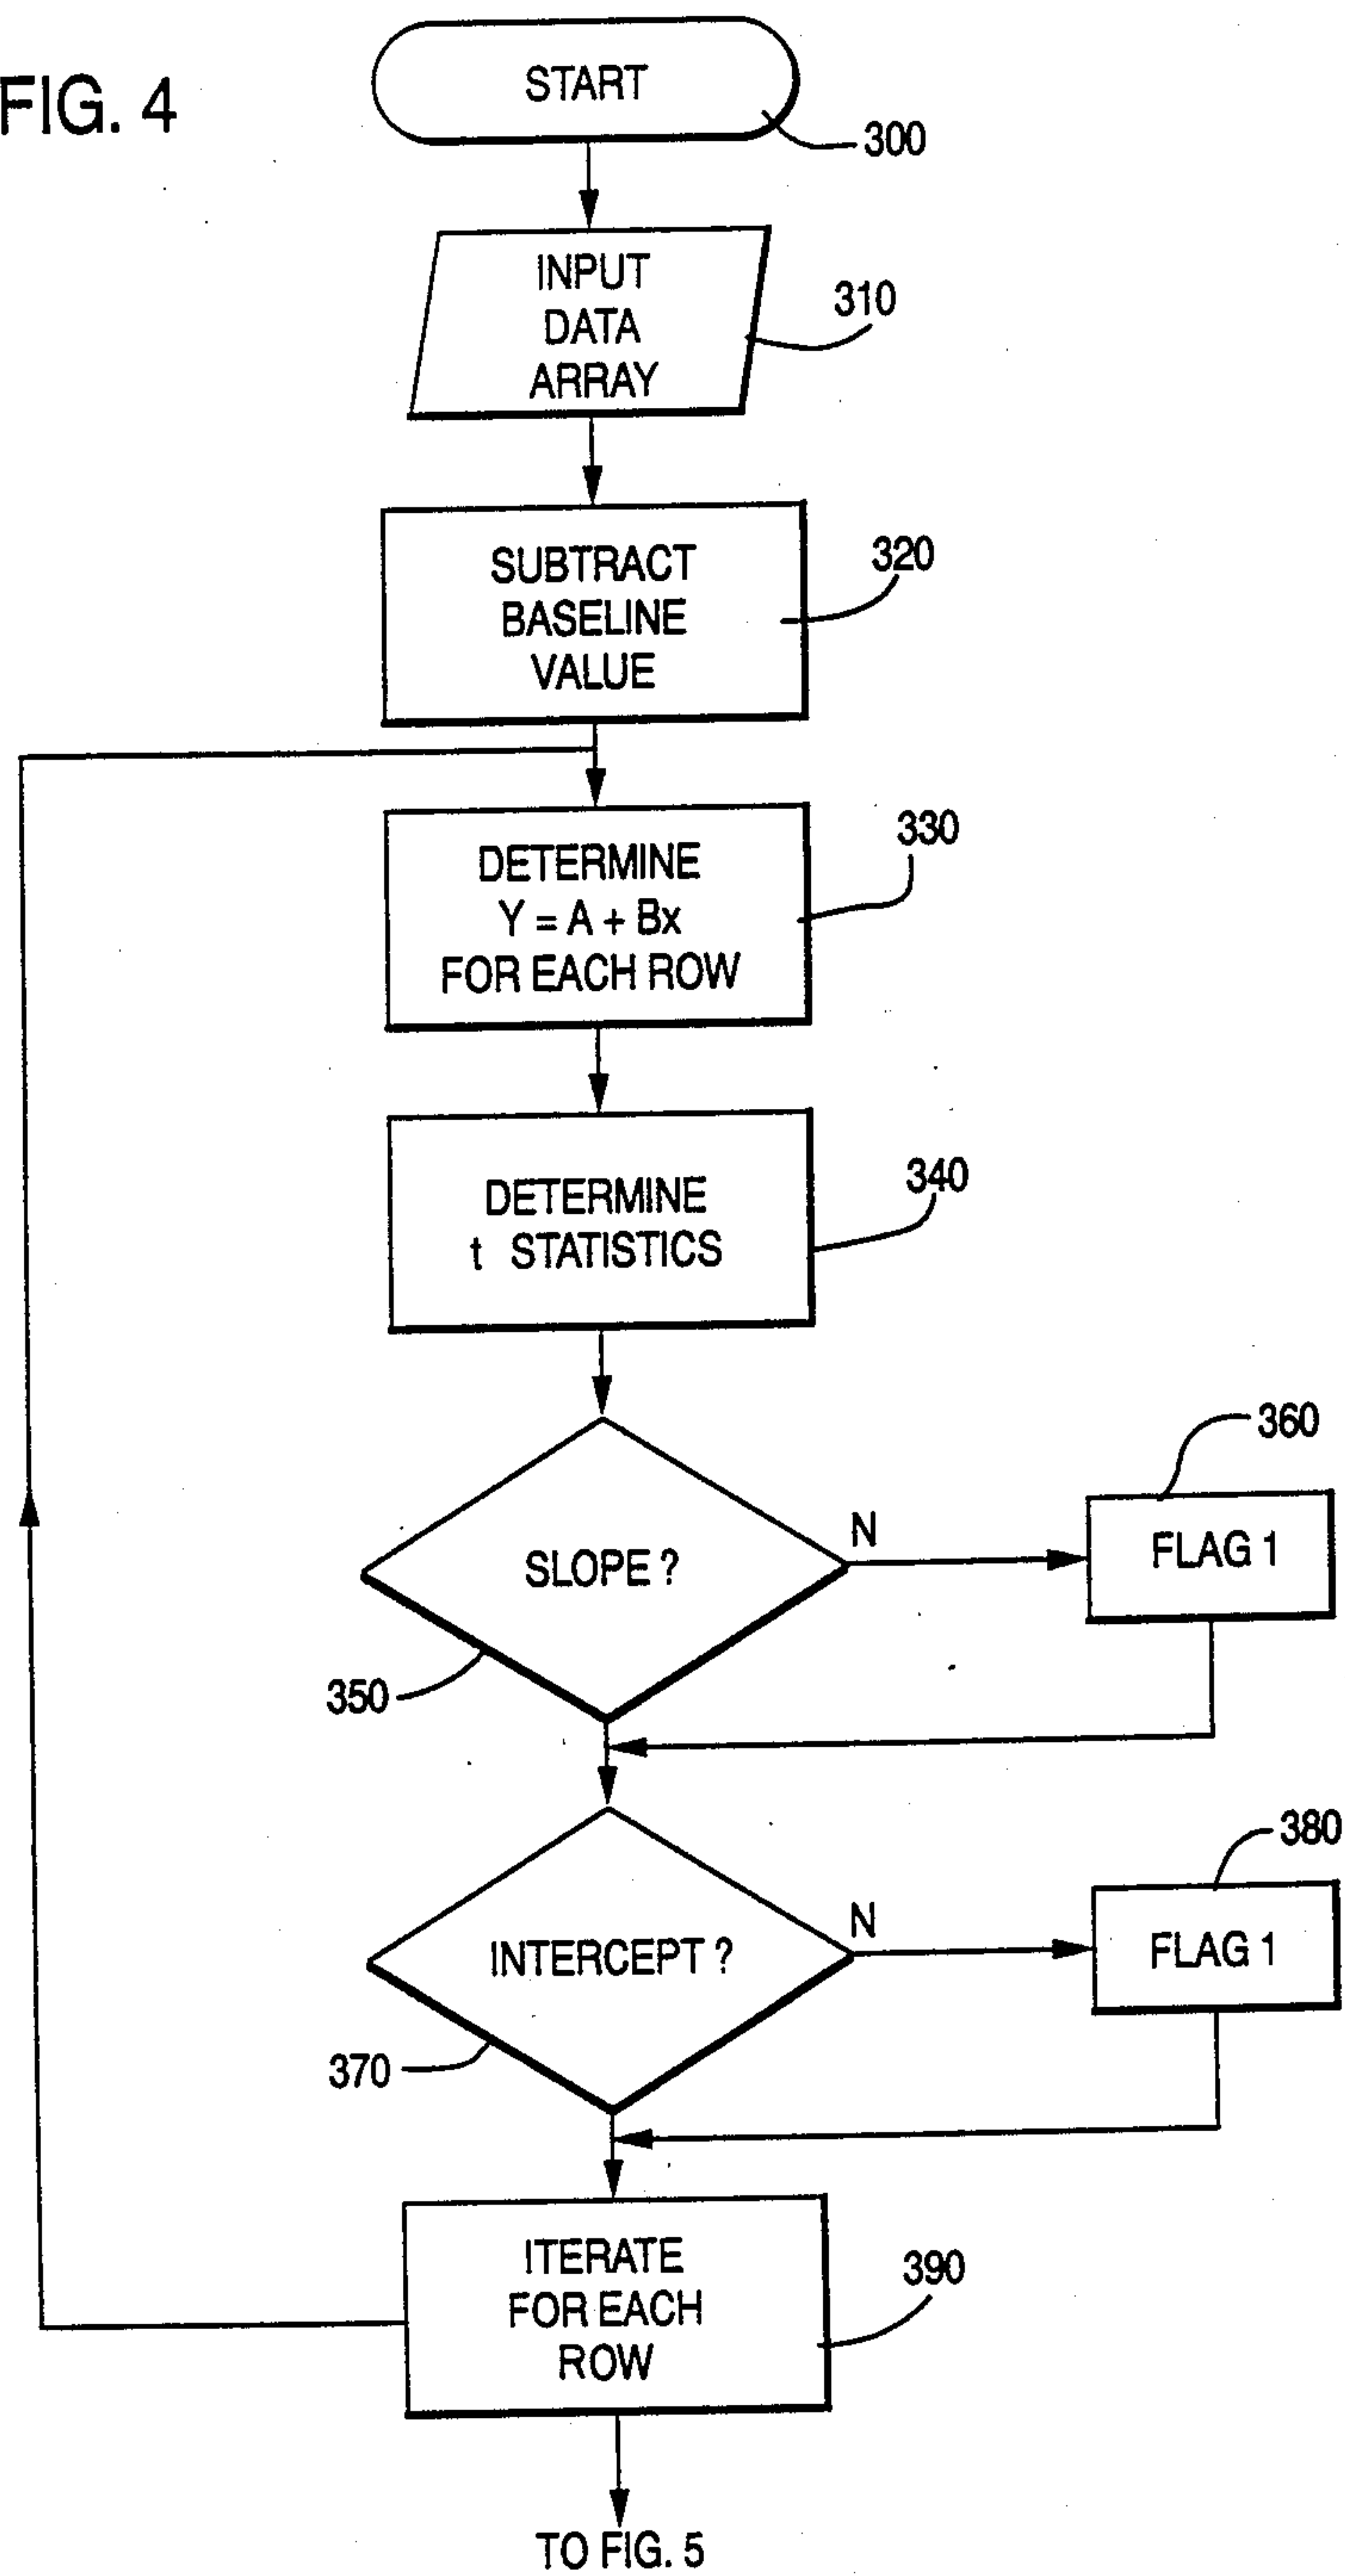 FIG. 4
START
300
INPUT
DATA
ARRAY
310
SUBTRACT
BASELINE
VALUE
320
DETERMINE
Y = A + Bx
FOR EACH ROW
330
DETERMINE
t STATISTICS
340
SLOPE ?
350
N
FLAG 1
360
INTERCEPT ?
370
N
FLAG 1
380
ITERATE
FOR EACH
ROW
390
TO FIG. 5